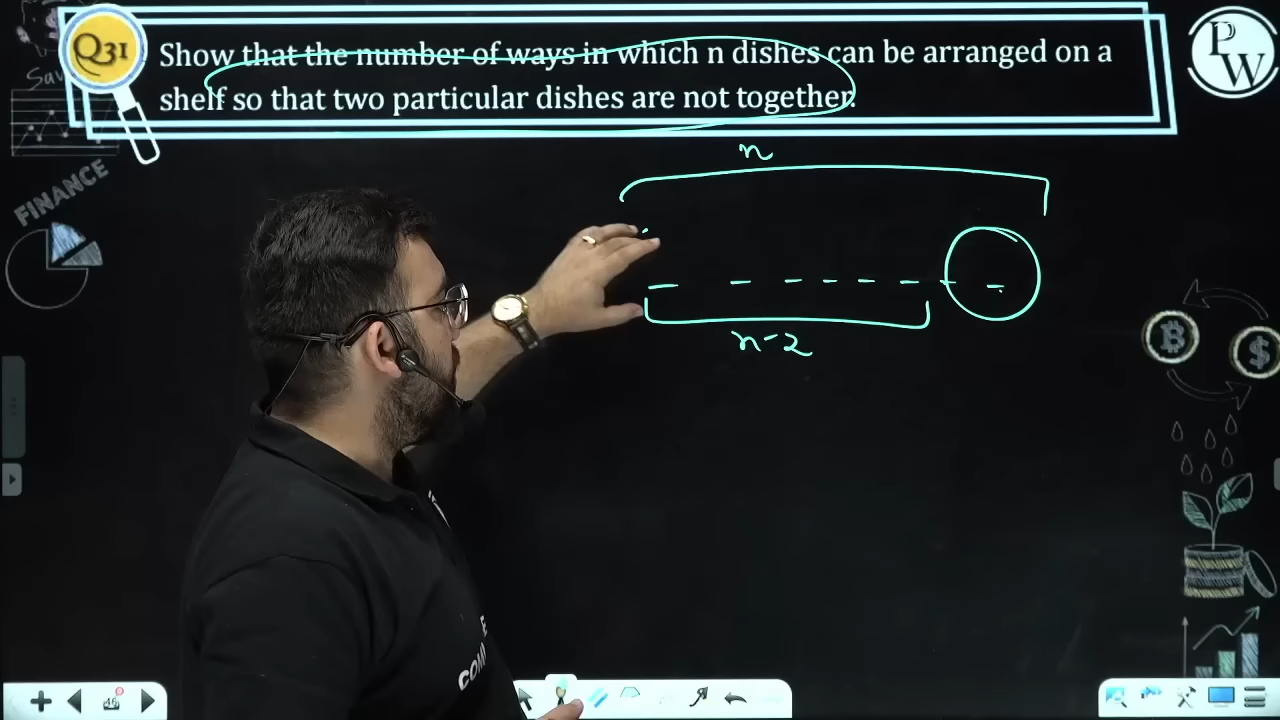 Q31
Show that the number of ways in which n dishes can be arranged on a
shelf so that two particular dishes are not together.
PW
FINANCE
n
n-2